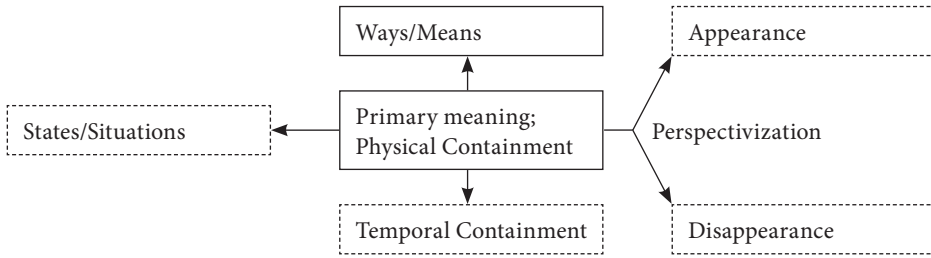 Ways/Means
Appearance
States/Situations
Primary meaning;
Physical Containment
Perspectivization
Temporal Containment
Disappearance